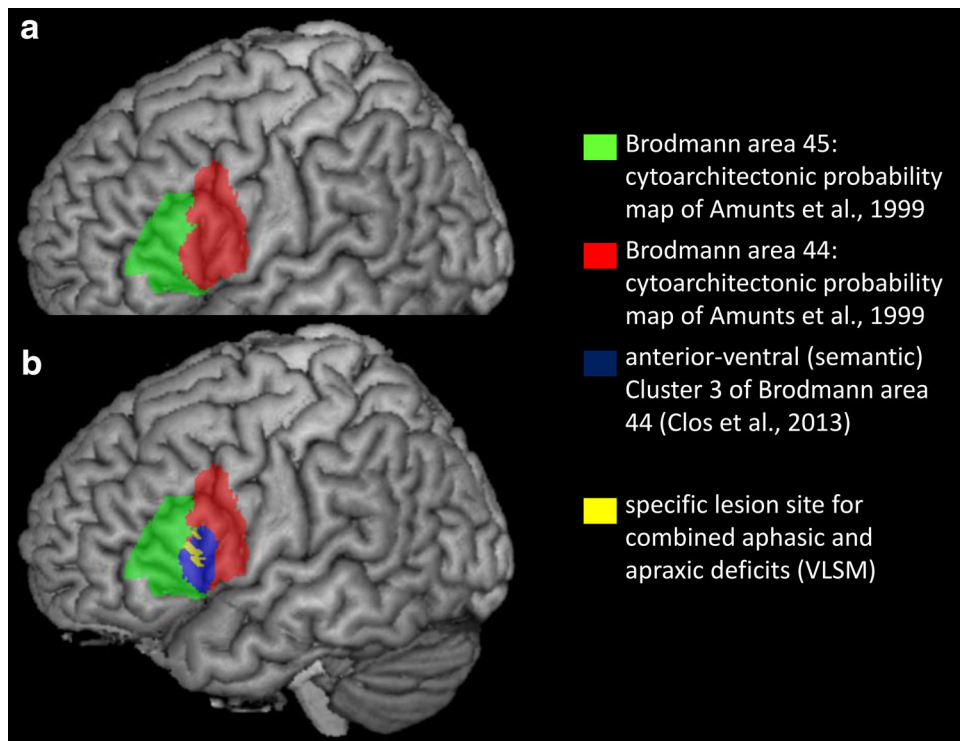 a
Brodmann area 45:
cytoarchitectonic probability
map of Amunts et al., 1999
Brodmann area 44:
cytoarchitectonic probability
map of Amunts et al., 1999
b
anterior-ventral (semantic)
Cluster 3 of Brodmann area
44 (Clos et al., 2013)
specific lesion site for
combined aphasic and
apraxic deficits (VLSM)